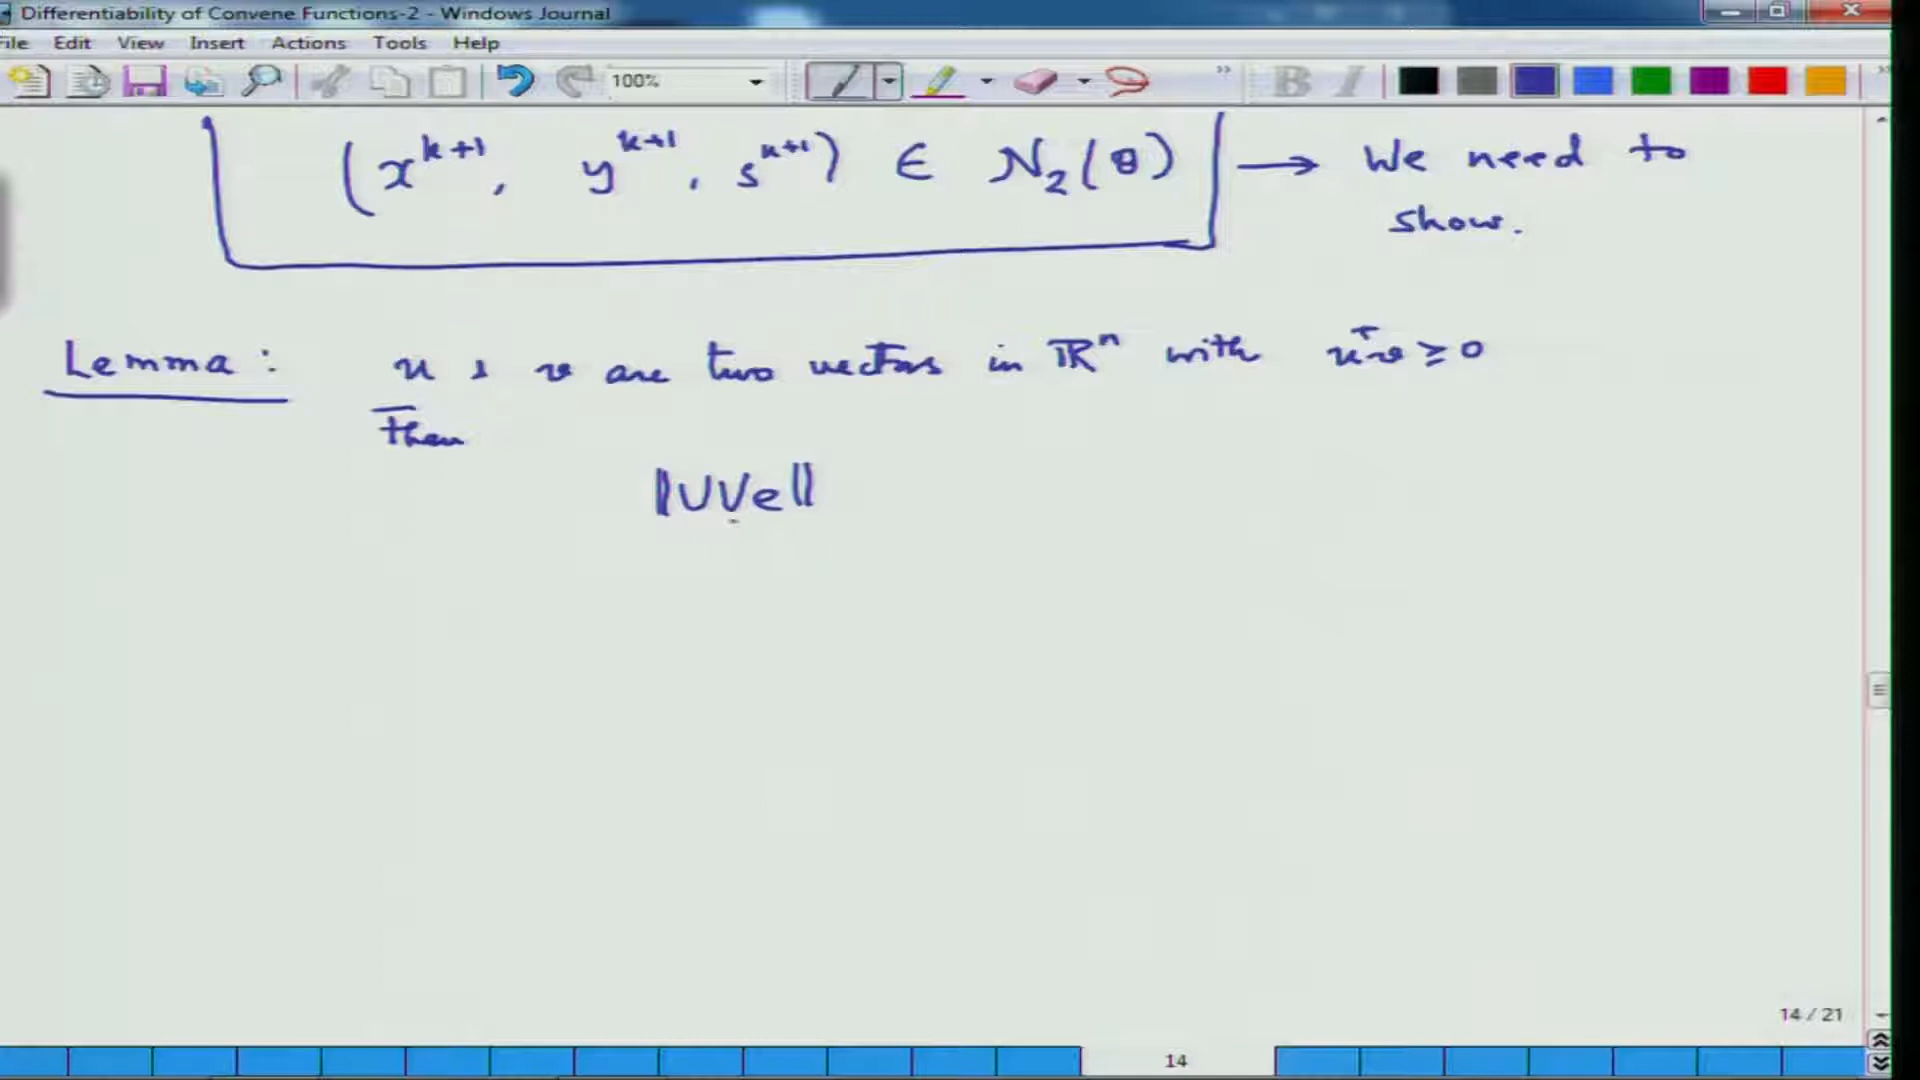 Differentiability of Convene Functions-2 - Windows Journal
File Edit View Insert Actions Tools Help
100%
B I
(x^{k+1}, y^{k+1}, s^{k+1}) ∈ N_2(θ) → We need to
show.
Lemma: u & v are two vectors in ℝ^n with u^T v ≥ 0
Then
||UVe||
14 / 21
14